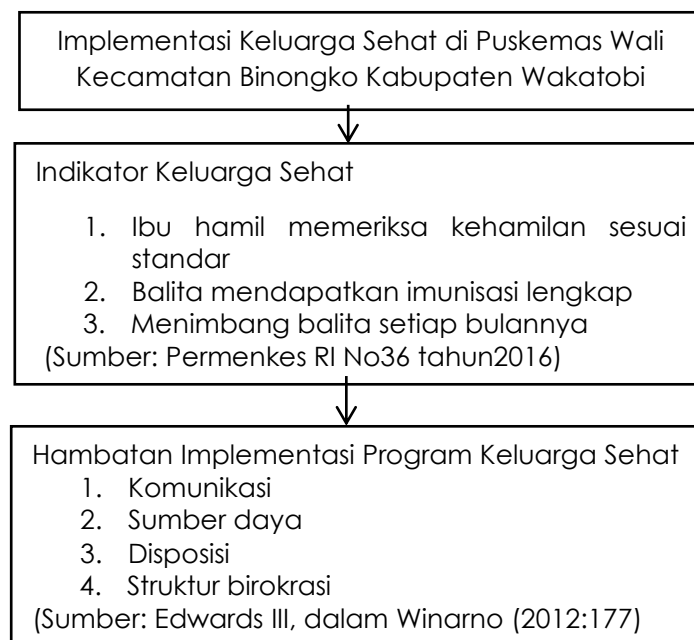 Implementasi Keluarga Sehat di Puskemas Wali
Kecamatan Binongko Kabupaten Wakatobi
Indikator Keluarga Sehat
1. Ibu hamil memeriksa kehamilan sesuai
standar
2. Balita mendapatkan imunisasi lengkap
3. Menimbang balita setiap bulannya
(Sumber: Permenkes RI No36 tahun2016)
Hambatan Implementasi Program Keluarga Sehat
1. Komunikasi
2. Sumber daya
3. Disposisi
4. Struktur birokrasi
(Sumber: Edwards III, dalam Winarno (2012:177)